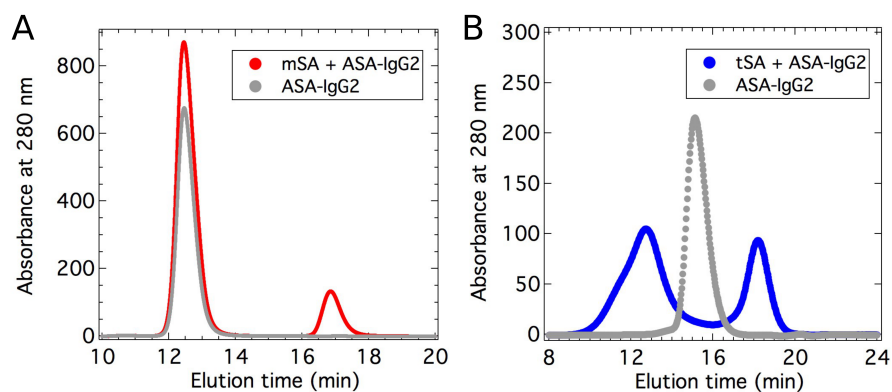 A
Absorbance at 280 nm
800
600
400
200
0
mSA + ASA-IgG2
ASA-IgG2
10 12 14 16 18 20
Elution time (min)
B
Absorbance at 280 nm
300
250
200
150
100
50
0
tSA + ASA-IgG2
ASA-IgG2
8 12 16 20 24
Elution time (min)